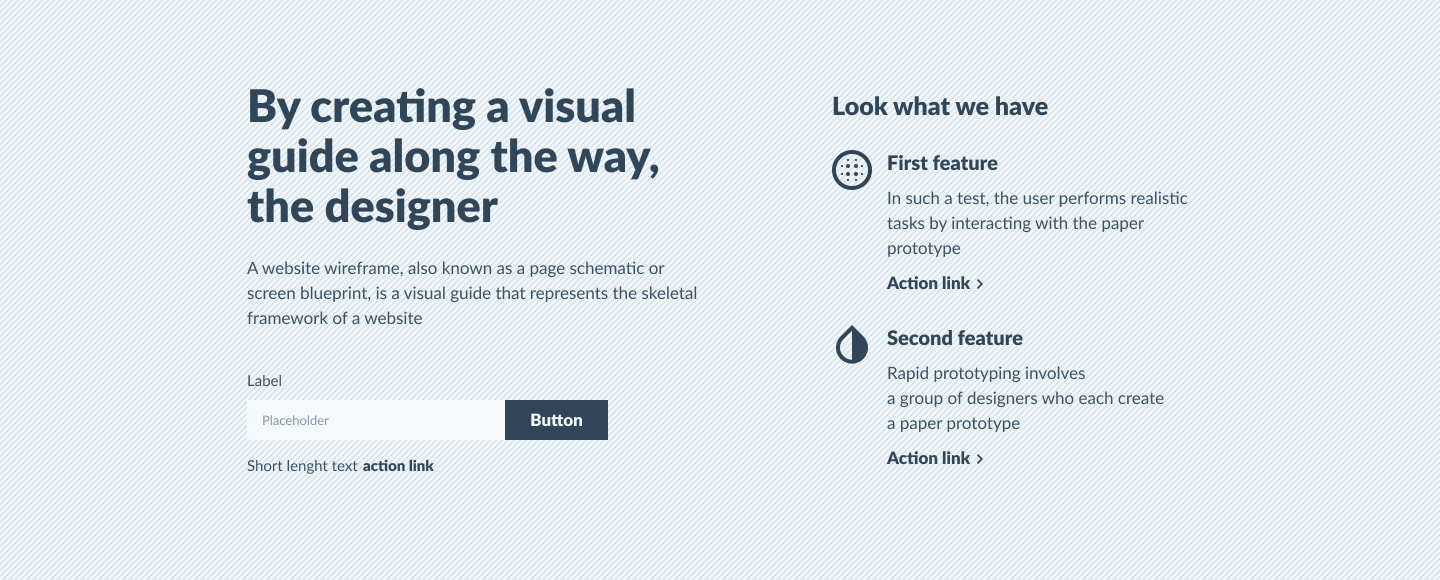 By creating a visual
guide along the way,
the designer
A website wireframe, also known as a page schematic or
screen blueprint, is a visual guide that represents the skeletal
framework of a website
Label
Placeholder
Button
Short lenght text action link
Look what we have
First feature
In such a test, the user performs realistic
tasks by interacting with the paper
prototype
Action link
Second feature
Rapid prototyping involves
a group of designers who each create
a paper prototype
Action link